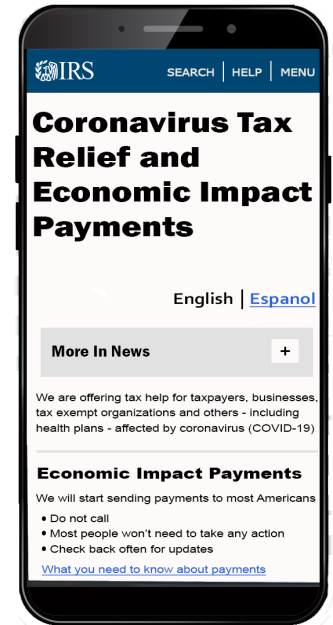 IRS
SEARCH | HELP | MENU
Coronavirus Tax
Relief and
Economic Impact
Payments
English | Espanol
More In News +
We are offering tax help for taxpayers, businesses,
tax exempt organizations and others - including
health plans - affected by coronavirus (COVID-19)
Economic Impact Payments
We will start sending payments to most Americans
• Do not call
• Most people won't need to take any action
• Check back often for updates
What you need to know about payments